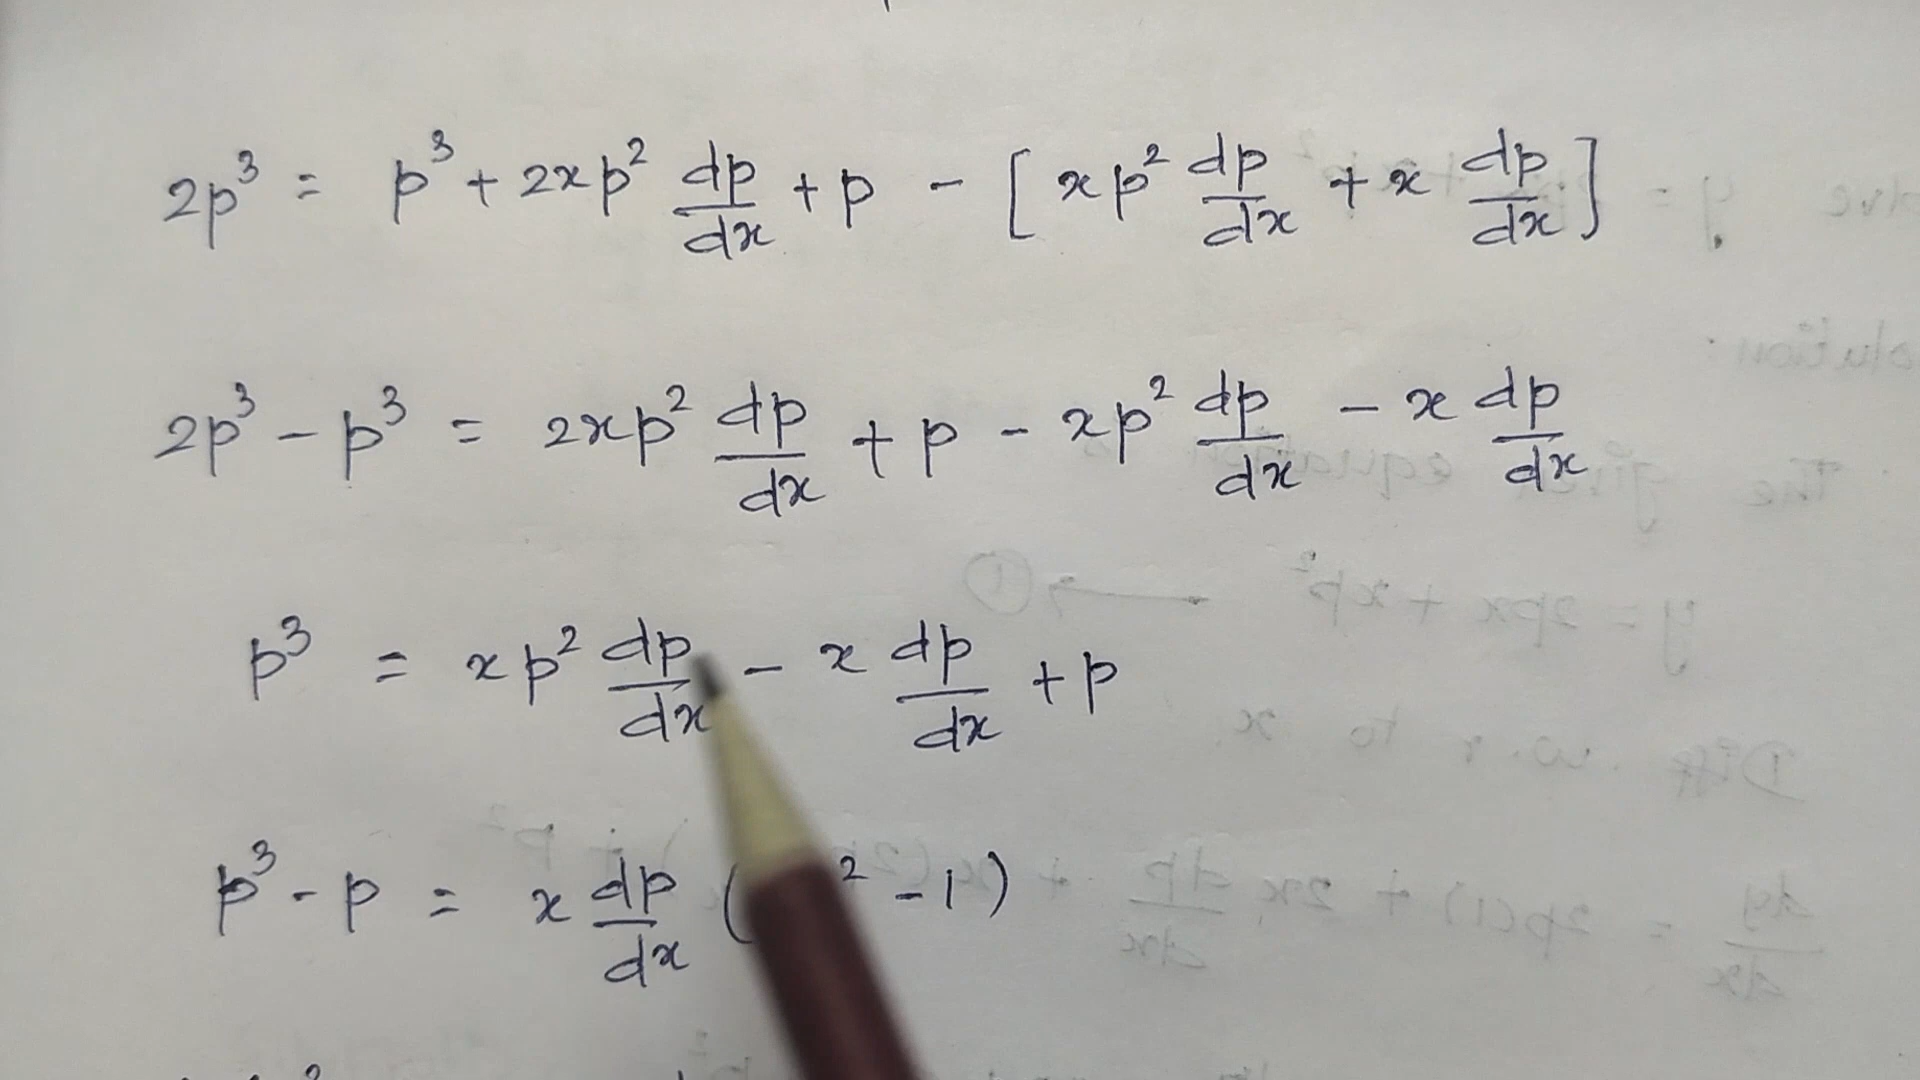 2p³ = p³ + 2xp² dp/dx + p - [xp² dp/dx + x dp/dx]
2p³ - p³ = 2xp² dp/dx + p - xp² dp/dx - x dp/dx
p³ = xp² dp/dx - x dp/dx + p
p³ - p = x dp/dx ( ² - 1)